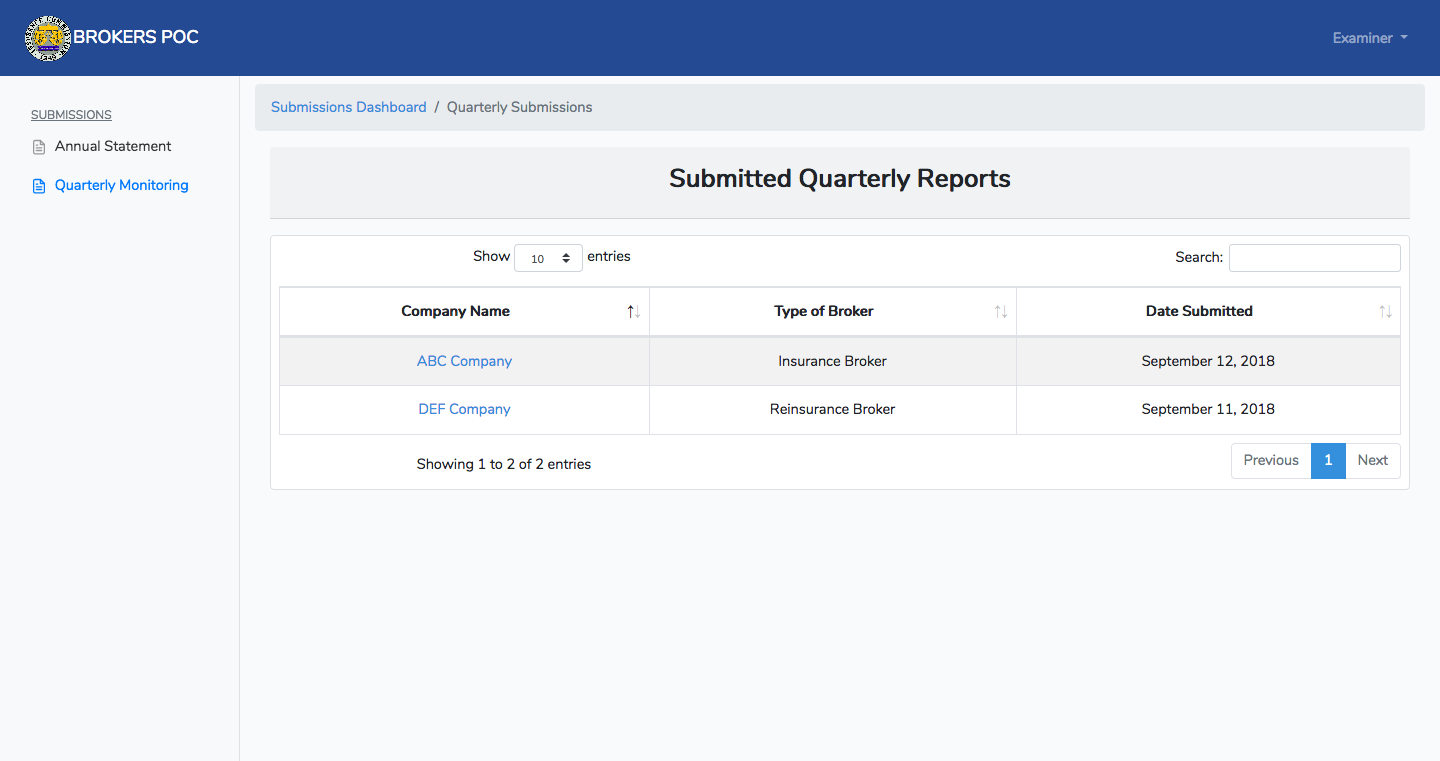 BROKERS POC
Examiner
SUBMISSIONS
Annual Statement
Quarterly Monitoring
Submissions Dashboard / Quarterly Submissions
Submitted Quarterly Reports
Show 10 entries
Search:
Company Name Type of Broker Date Submitted
ABC Company Insurance Broker September 12, 2018
DEF Company Reinsurance Broker September 11, 2018
Showing 1 to 2 of 2 entries
Previous 1 Next